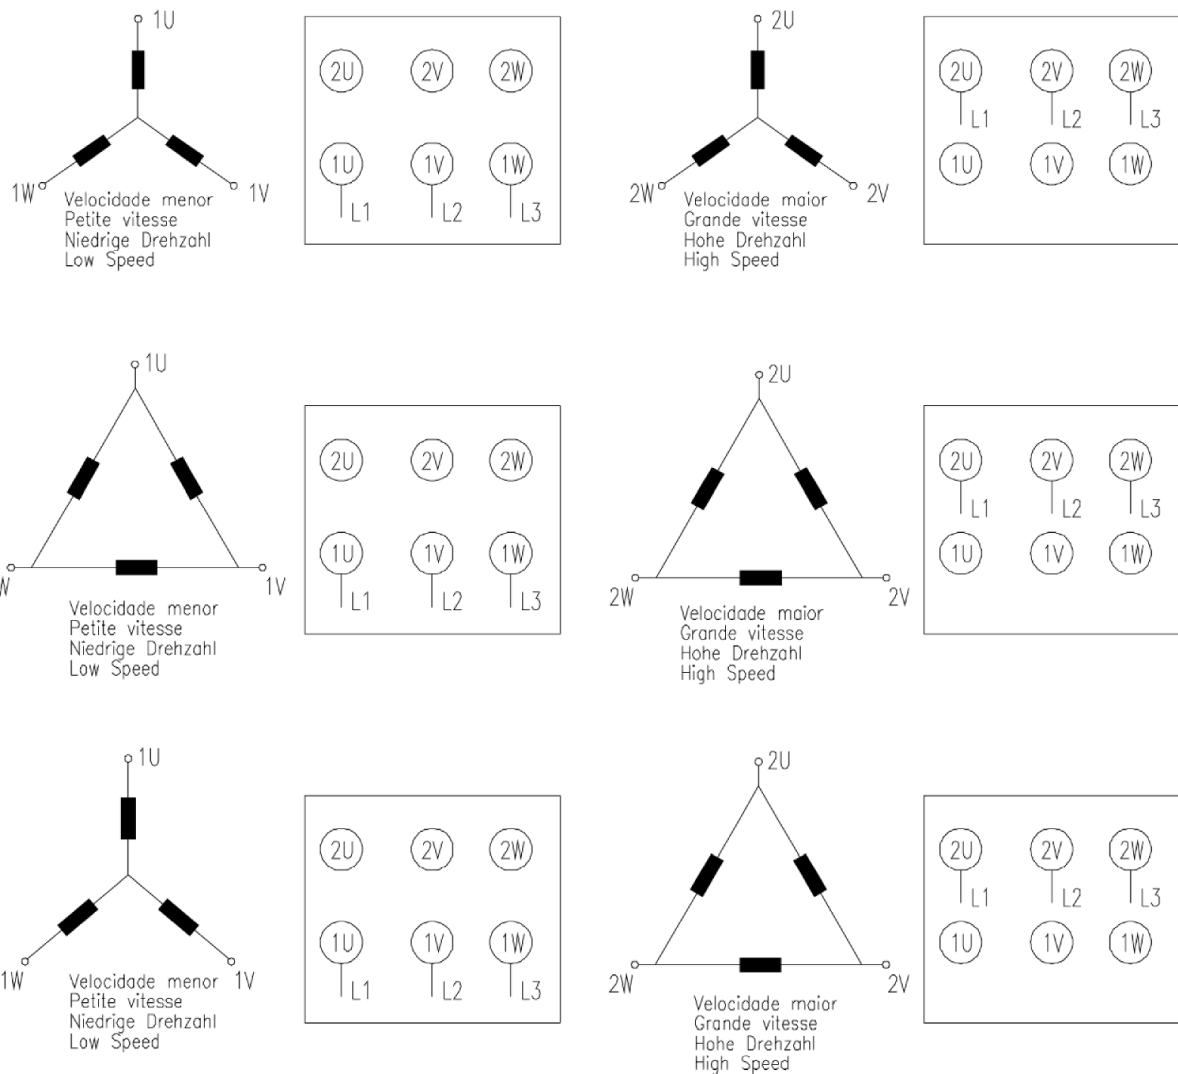 1U
1W
1V
Velocidade menor
Petite vitesse
Niedrige Drehzahl
Low Speed
2U 2V 2W
1U 1V 1W
L1 L2 L3
2U
2W
2V
Velocidade maior
Grande vitesse
Hohe Drehzahl
High Speed
2U 2V 2W
L1 L2 L3
1U 1V 1W
1U
W
1V
Velocidade menor
Petite vitesse
Niedrige Drehzahl
Low Speed
2U 2V 2W
1U 1V 1W
L1 L2 L3
2U
2W
2V
Velocidade maior
Grande vitesse
Hohe Drehzahl
High Speed
2U 2V 2W
L1 L2 L3
1U 1V 1W
1U
1W
1V
Velocidade menor
Petite vitesse
Niedrige Drehzahl
Low Speed
2U 2V 2W
1U 1V 1W
L1 L2 L3
2U
2W
2V
Velocidade maior
Grande vitesse
Hohe Drehzahl
High Speed
2U 2V 2W
L1 L2 L3
1U 1V 1W